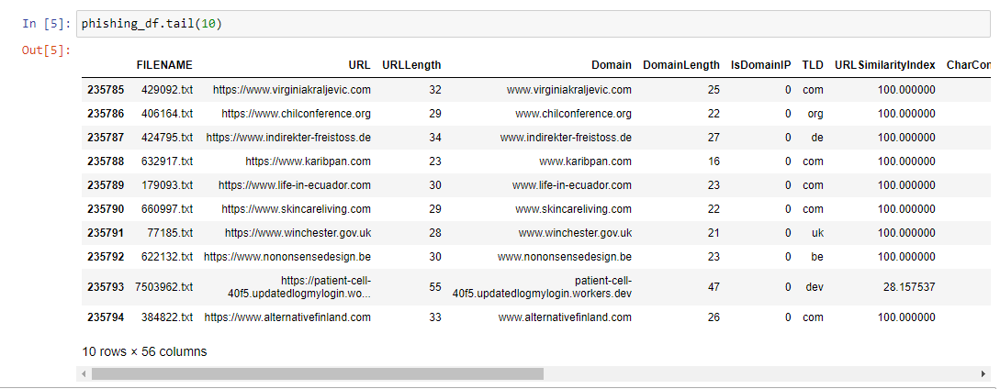 In [5]: phishing_df.tail(10)
Out[5]:
FILENAME URL URLLength Domain DomainLength IsDomainIP TLD URLSimilarityIndex CharCon
235785 429092.txt https://www.virginiakraljevic.com 32 www.virginiakraljevic.com 25 0 com 100.000000
235786 406164.txt https://www.chilconference.org 29 www.chilconference.org 22 0 org 100.000000
235787 424795.txt https://www.indirekter-freistoss.de 34 www.indirekter-freistoss.de 27 0 de 100.000000
235788 632917.txt https://www.karibpan.com 23 www.karibpan.com 16 0 com 100.000000
235789 179093.txt https://www.life-in-ecuador.com 30 www.life-in-ecuador.com 23 0 com 100.000000
235790 660997.txt https://www.skincareliving.com 29 www.skincareliving.com 22 0 com 100.000000
235791 77185.txt https://www.winchester.gov.uk 28 www.winchester.gov.uk 21 0 uk 100.000000
235792 622132.txt https://www.nononsensedesign.be 30 www.nononsensedesign.be 23 0 be 100.000000
https://patient-cell- patient-cell-
235793 7503962.txt 40f5.updatedlogmylogin.wo... 55 40f5.updatedlogmylogin.workers.dev 47 0 dev 28.157537
235794 384822.txt https://www.alternativefinland.com 33 www.alternativefinland.com 26 0 com 100.000000
10 rows × 56 columns